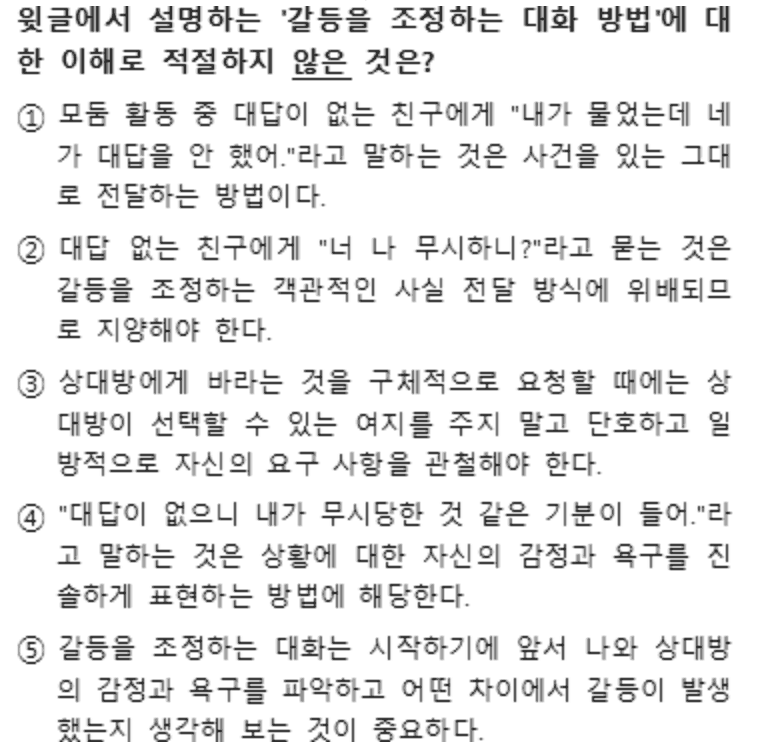 윗글에서 설명하는 '갈등을 조정하는 대화 방법'에 대
한 이해로 적절하지 않은 것은?
① 모둠 활동 중 대답이 없는 친구에게 "내가 물었는데 네
가 대답을 안 했어."라고 말하는 것은 사건을 있는 그대
로 전달하는 방법이다.
② 대답 없는 친구에게 "너 나 무시하니?"라고 묻는 것은
갈등을 조정하는 객관적인 사실 전달 방식에 위배되므
로 지양해야 한다.
③ 상대방에게 바라는 것을 구체적으로 요청할 때에는 상
대방이 선택할 수 있는 여지를 주지 말고 단호하고 일
방적으로 자신의 요구 사항을 관철해야 한다.
④ "대답이 없으니 내가 무시당한 것 같은 기분이 들어."라
고 말하는 것은 상황에 대한 자신의 감정과 욕구를 진
솔하게 표현하는 방법에 해당한다.
⑤ 갈등을 조정하는 대화는 시작하기에 앞서 나와 상대방
의 감정과 욕구를 파악하고 어떤 차이에서 갈등이 발생
했는지 생각해 보는 것이 중요하다.